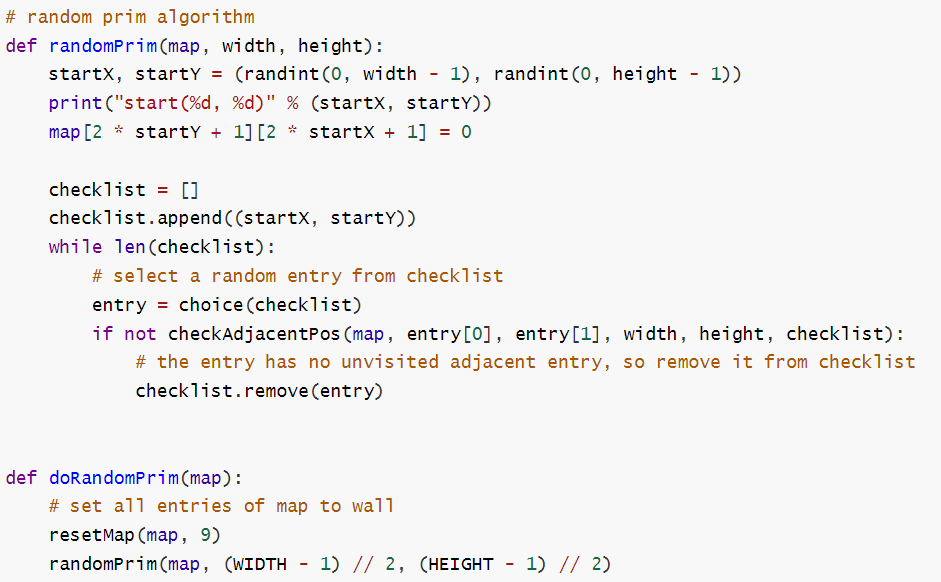 # random prim algorithm
def randomPrim(map, width, height):
    startX, startY = (randint(0, width - 1), randint(0, height - 1))
    print("start(%d, %d)" % (startX, startY))
    map[2 * startY + 1][2 * startX + 1] = 0

    checklist = []
    checklist.append((startX, startY))
    while len(checklist):
        # select a random entry from checklist
        entry = choice(checklist)
        if not checkAdjacentPos(map, entry[0], entry[1], width, height, checklist):
            # the entry has no unvisited adjacent entry, so remove it from checklist
            checklist.remove(entry)


def doRandomPrim(map):
    # set all entries of map to wall
    resetMap(map, 9)
    randomPrim(map, (WIDTH - 1) // 2, (HEIGHT - 1) // 2)